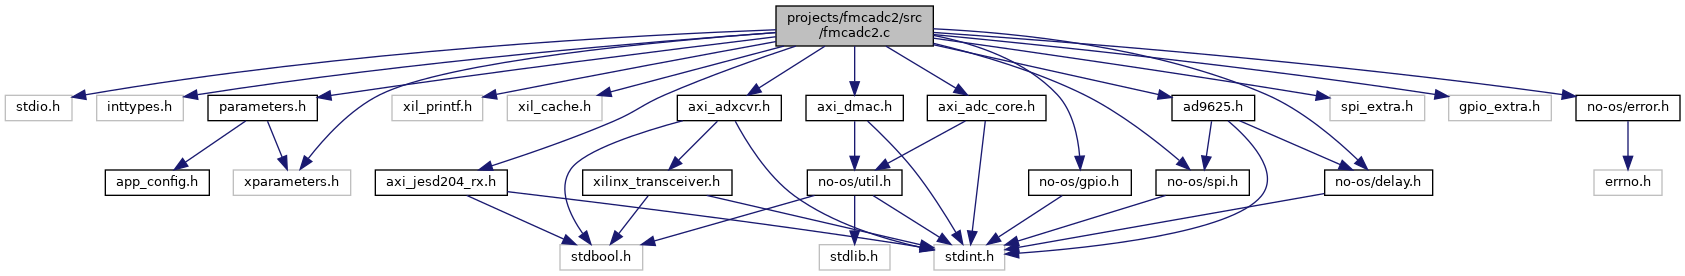 projects/fmcadc2/src
/fmcadc2.c
stdio.h
inttypes.h
parameters.h
xil_printf.h
xil_cache.h
axi_adxcvr.h
axi_dmac.h
axi_adc_core.h
ad9625.h
spi_extra.h
gpio_extra.h
no-os/error.h
app_config.h
xparameters.h
axi_jesd204_rx.h
xilinx_transceiver.h
no-os/util.h
no-os/gpio.h
no-os/spi.h
no-os/delay.h
errno.h
stdbool.h
stdlib.h
stdint.h